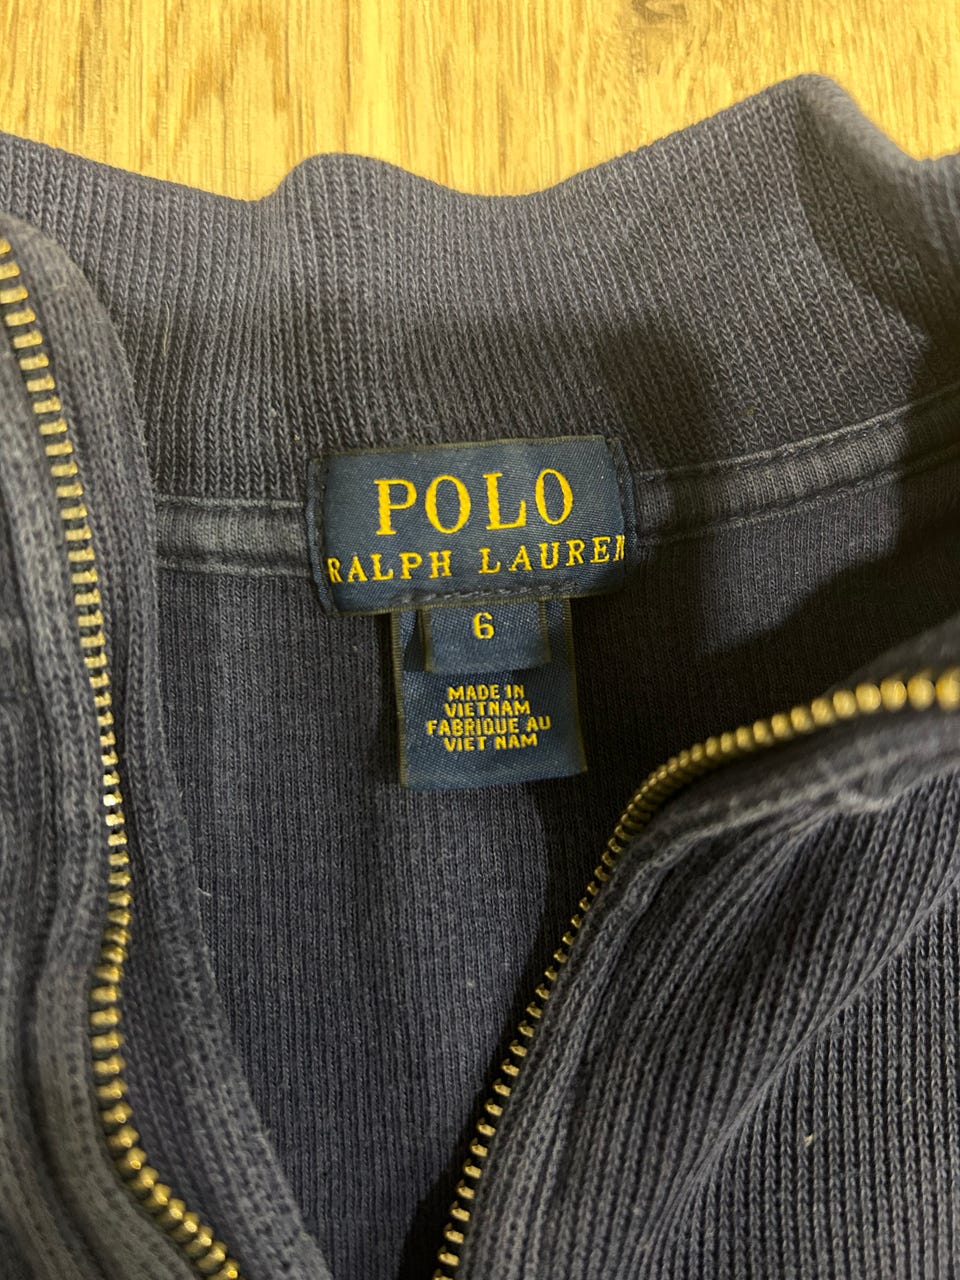 POLO
RALPH LAUREN
6
MADE IN
VIETNAM
FABRIQUE AU
VIET NAM